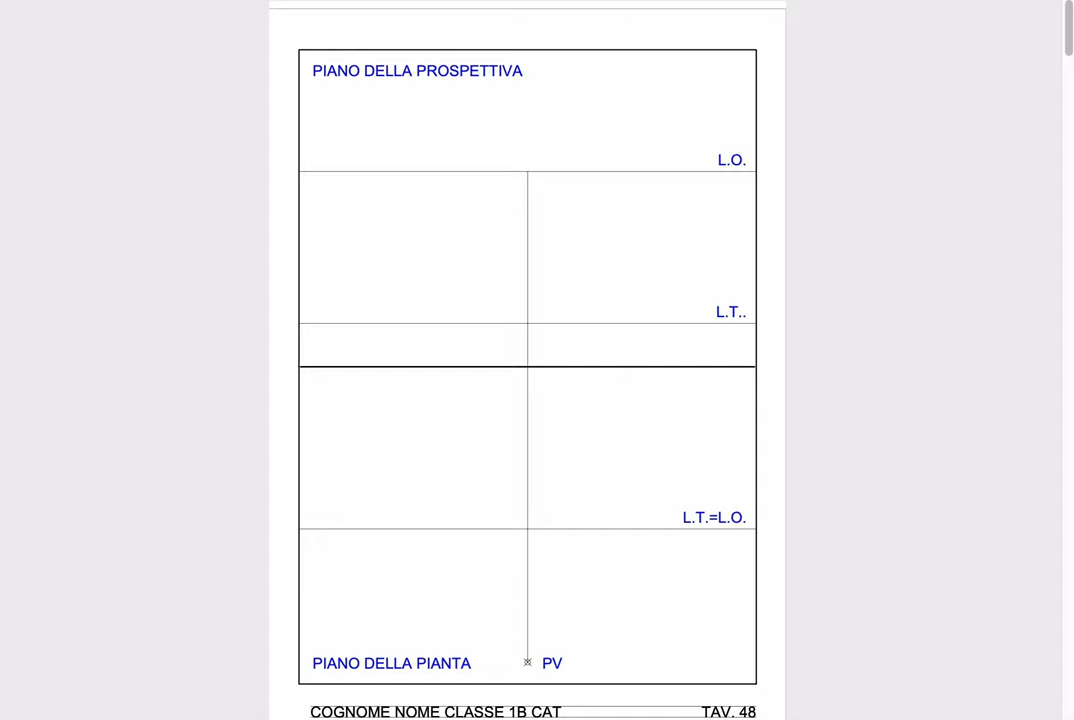 PIANO DELLA PROSPETTIVA
L.O.
L.T..
L.T.=L.O.
PIANO DELLA PIANTA
PV
COGNOME NOME CLASSE 1B CAT
TAV. 48